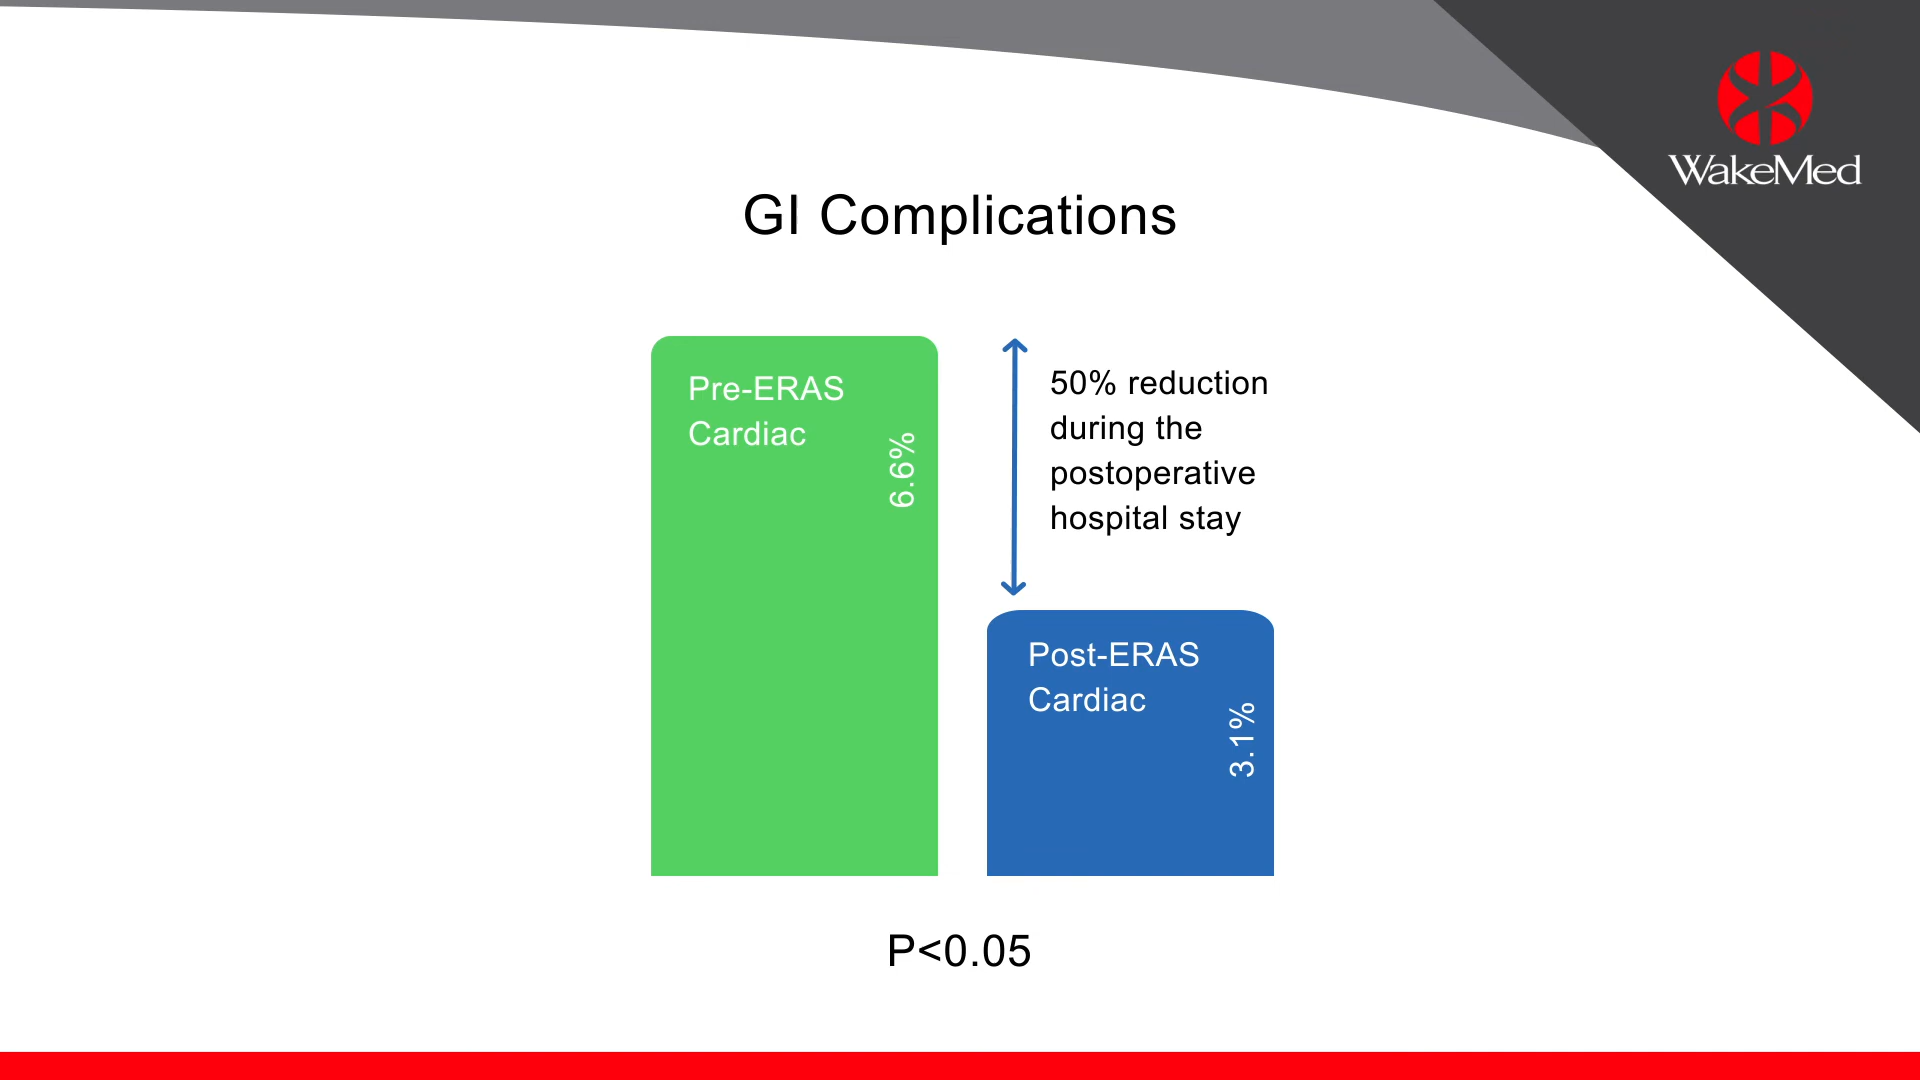 WakeMed
GI Complications
Pre-ERAS
Cardiac
6.6%
50% reduction
during the
postoperative
hospital stay
Post-ERAS
Cardiac
3.1%
P<0.05